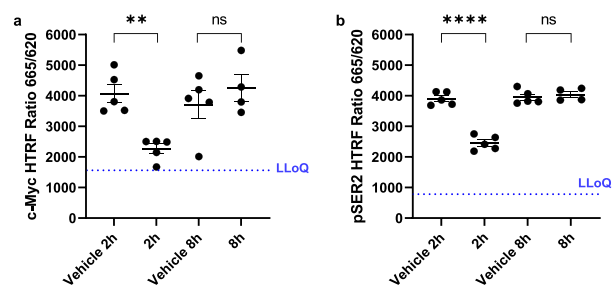 a
c-Myc HTRF Ratio 665/620
** ns
6000
5000
4000
3000
2000
1000
0
LLoQ
Vehicle 2h
2h
Vehicle 8h
8h
b
pSER2 HTRF Ratio 665/620
**** ns
6000
5000
4000
3000
2000
1000
0
LLoQ
Vehicle 2h
2h
Vehicle 8h
8h